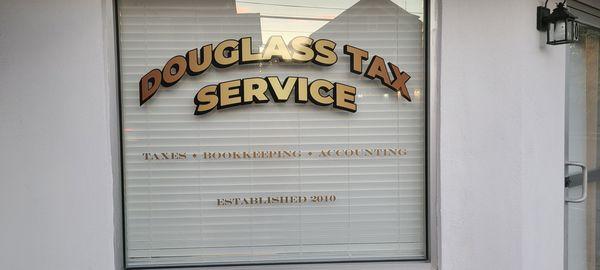 DOUGLASS TAX
SERVICE
TAXES • BOOKKEEPING • ACCOUNTING
ESTABLISHED 2010